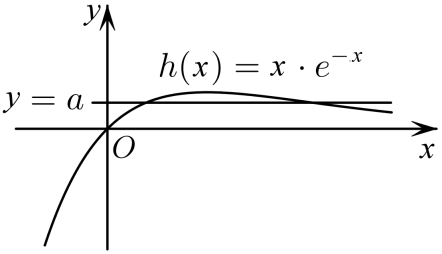 y
h(x) = x · e^{-x}
y = a
O
x